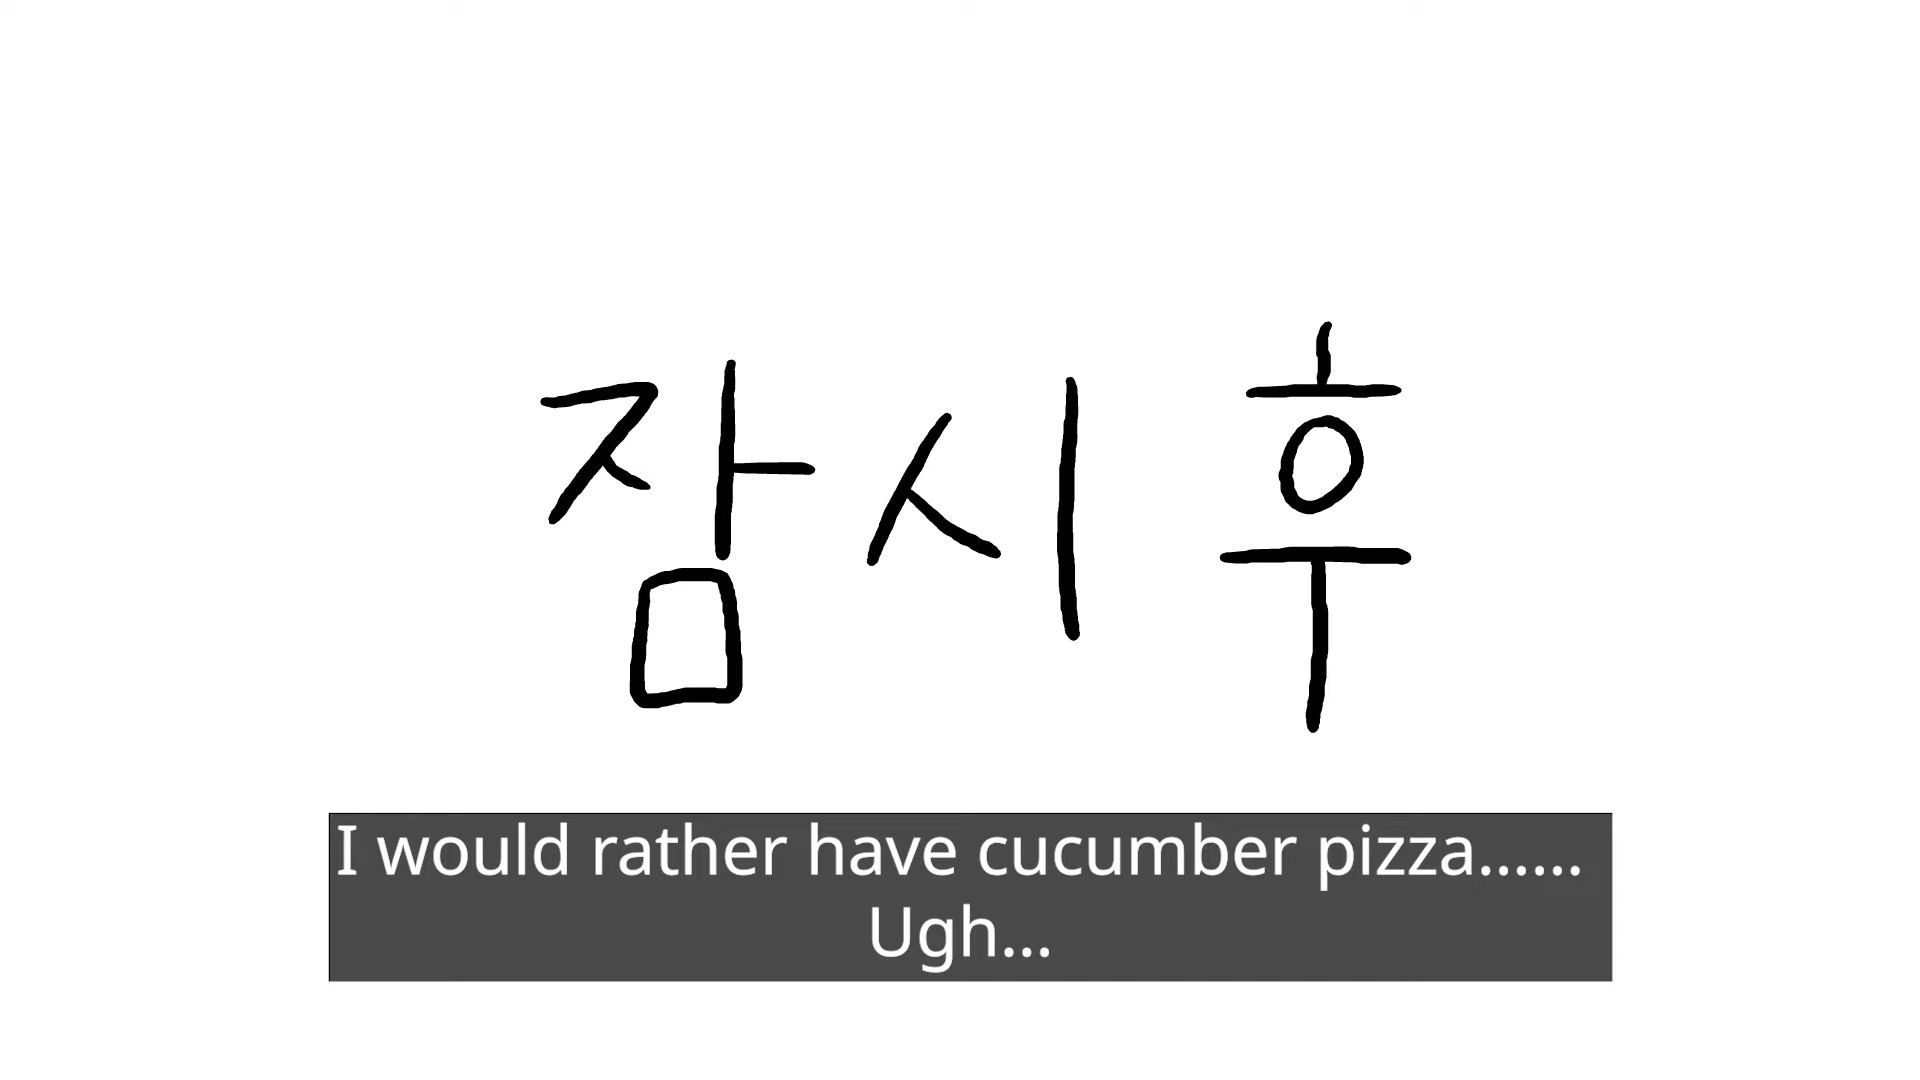 잠시 후
I would rather have cucumber pizza......
Ugh...